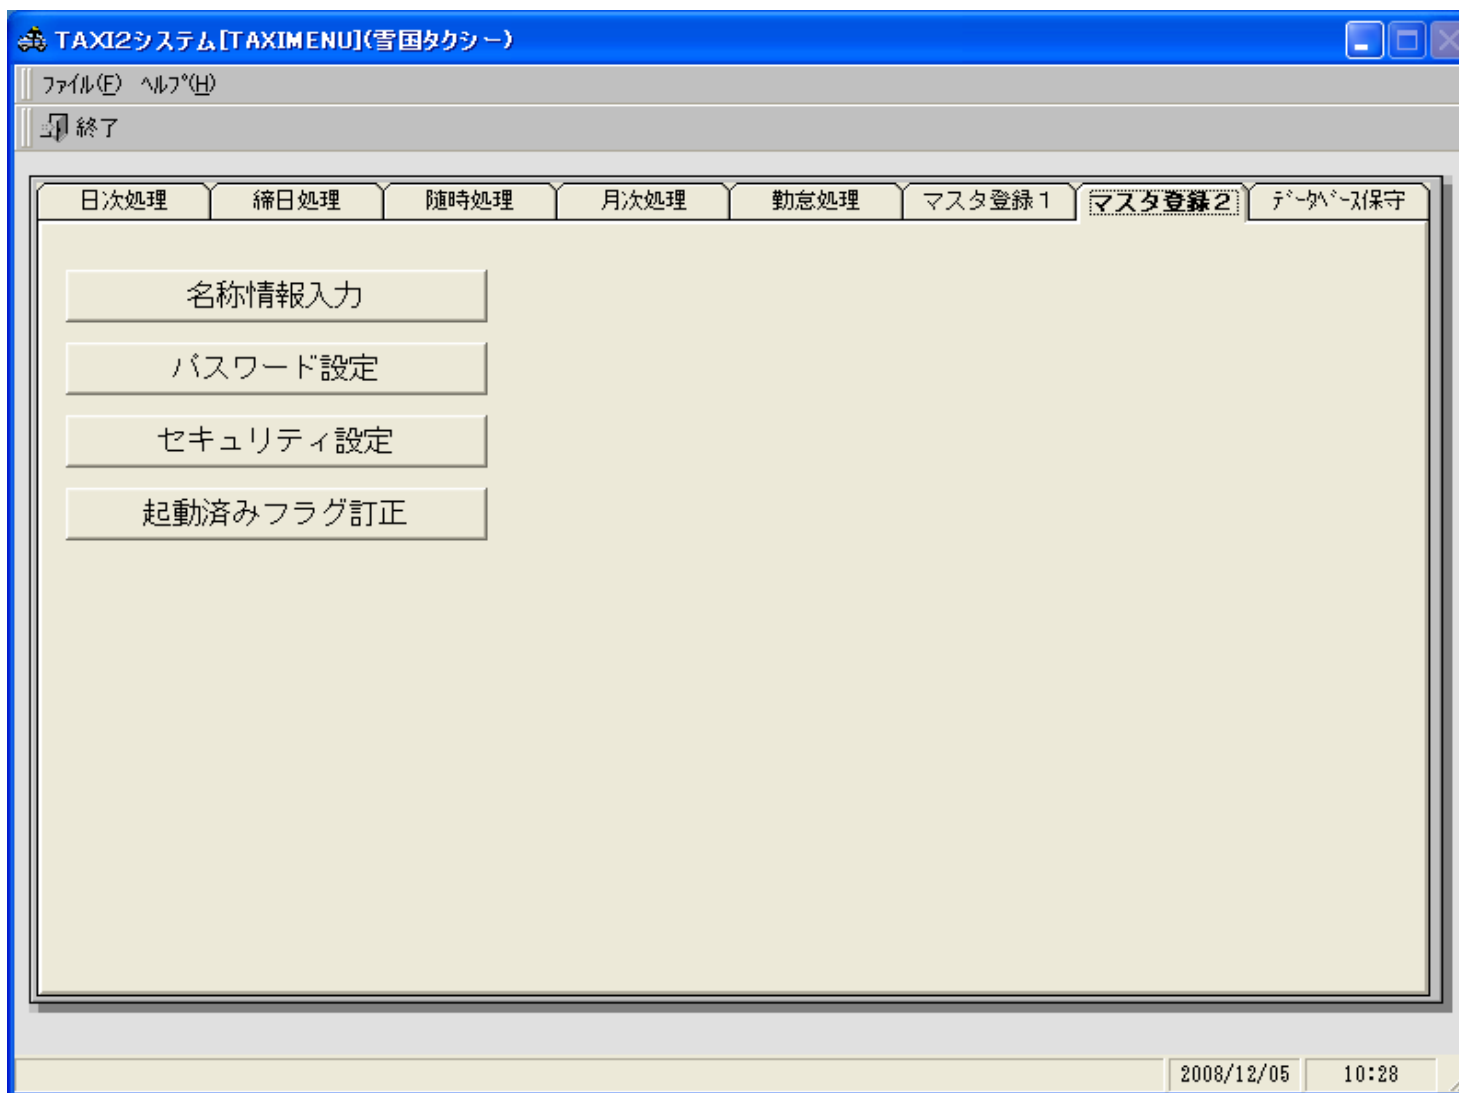 TAXI2システム[TAXIMENU](雪国タクシー)
ﾌｧｲﾙ(F) ﾍﾙﾌﾟ(H)
終了
日次処理 締日処理 随時処理 月次処理 勤怠処理 マスタ登録１ マスタ登録２ ﾃﾞｰﾀﾍﾞｰｽ保守
名称情報入力
パスワード設定
セキュリティ設定
起動済みフラグ訂正
2008/12/05 10:28